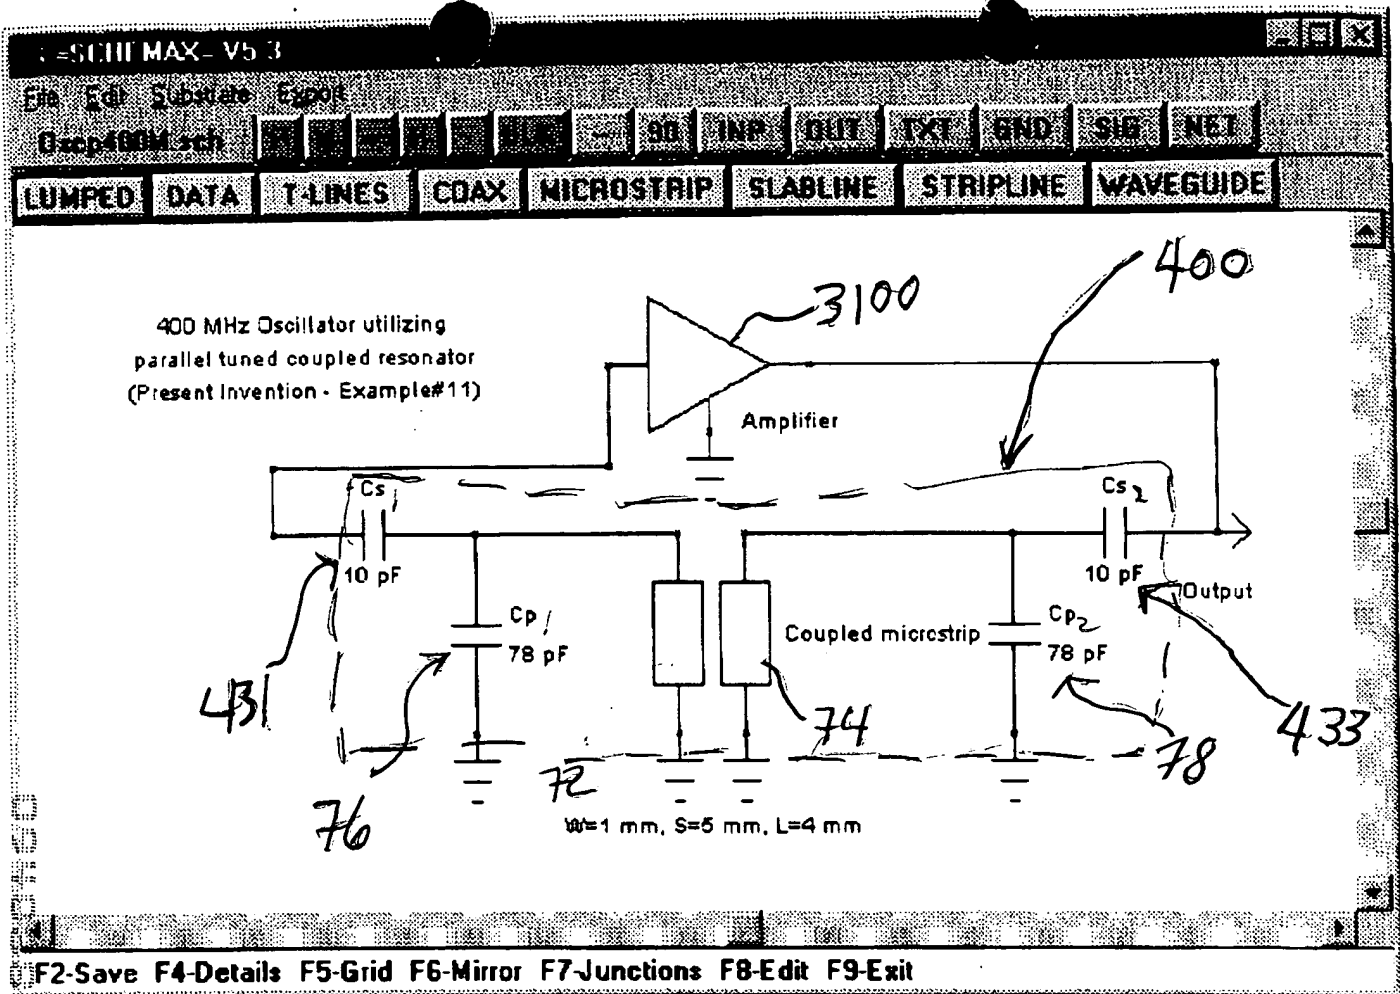 =SCHEMAX= V5.3
File Edit Substrate Export
Oscp400M.sch
90 INP OUT TXT GND SIG NET
LUMPED DATA T-LINES COAX MICROSTRIP SLABLINE STRIPLINE WAVEGUIDE
400
3100
400 MHz Oscillator utilizing
parallel tuned coupled resonator
(Present Invention - Example#11)
Amplifier
Cs1
Cs2
10 pF
10 pF
Output
Cp1
78 pF
Coupled microstrip
Cp2
78 pF
431
74
433
76
72
78
W=1 mm, S=5 mm, L=4 mm
F2-Save F4-Details F5-Grid F6-Mirror F7-Junctions F8-Edit F9-Exit